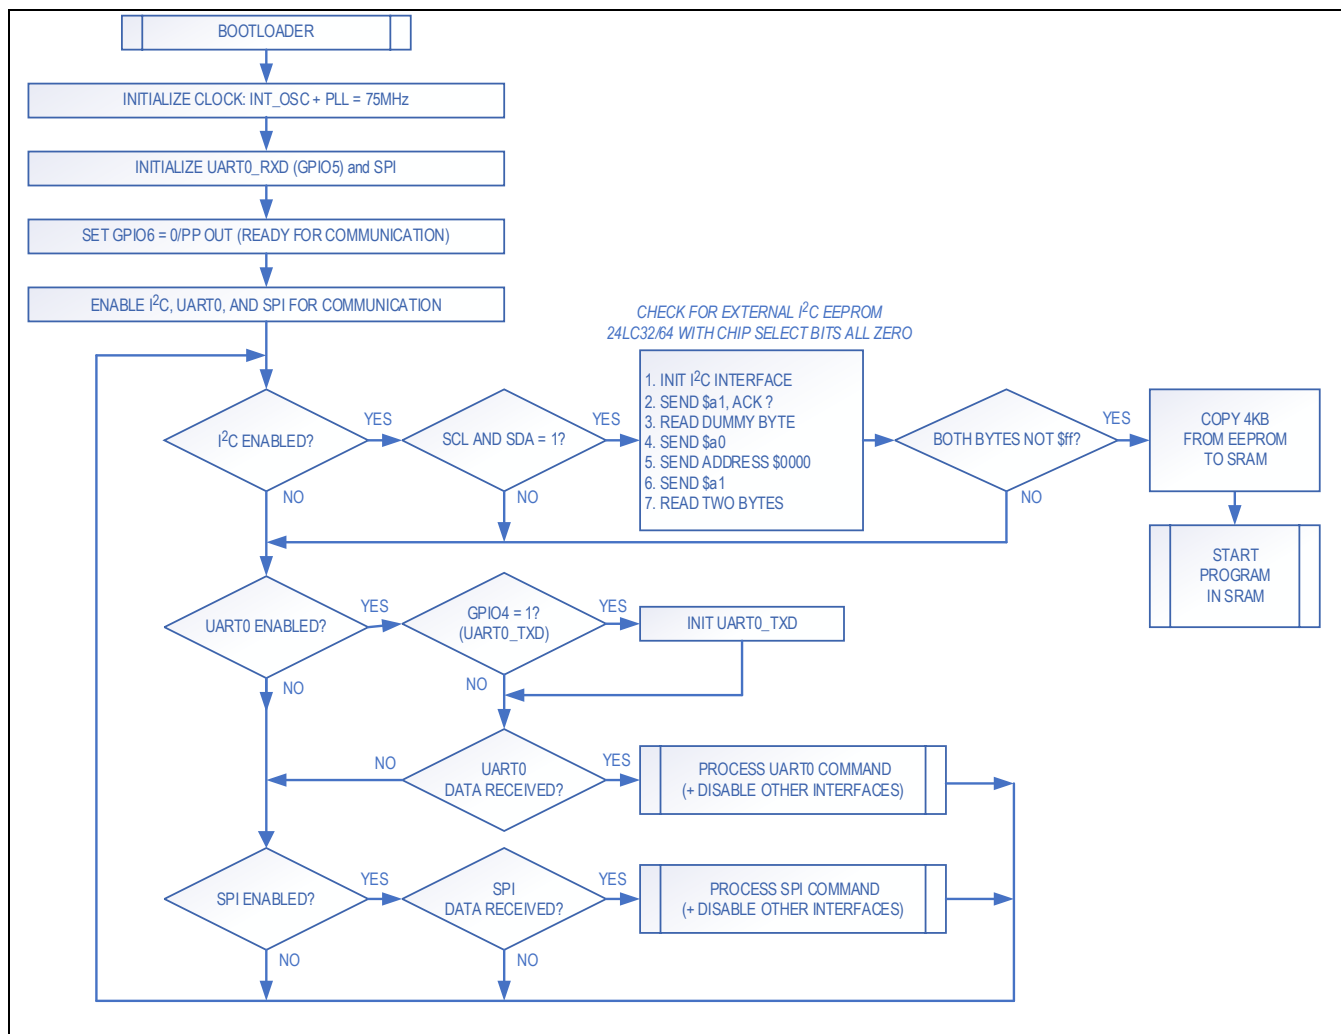 BOOTLOADER
INITIALIZE CLOCK: INT_OSC + PLL = 75MHz
INITIALIZE UART0_RXD (GPIO5) and SPI
SET GPIO6 = 0/PP OUT (READY FOR COMMUNICATION)
ENABLE I²C, UART0, AND SPI FOR COMMUNICATION
CHECK FOR EXTERNAL I²C EEPROM
24LC32/64 WITH CHIP SELECT BITS ALL ZERO
I²C ENABLED?
YES
NO
SCL AND SDA = 1?
YES
NO
1. INIT I²C INTERFACE
2. SEND $a1, ACK ?
3. READ DUMMY BYTE
4. SEND $a0
5. SEND ADDRESS $0000
6. SEND $a1
7. READ TWO BYTES
BOTH BYTES NOT $ff?
YES
NO
COPY 4KB
FROM EEPROM
TO SRAM
START
PROGRAM
IN SRAM
UART0 ENABLED?
YES
NO
GPIO4 = 1?
(UART0_TXD)
YES
NO
INIT UART0_TXD
UART0
DATA RECEIVED?
NO
YES
PROCESS UART0 COMMAND
(+ DISABLE OTHER INTERFACES)
SPI ENABLED?
YES
NO
SPI
DATA RECEIVED?
YES
NO
PROCESS SPI COMMAND
(+ DISABLE OTHER INTERFACES)